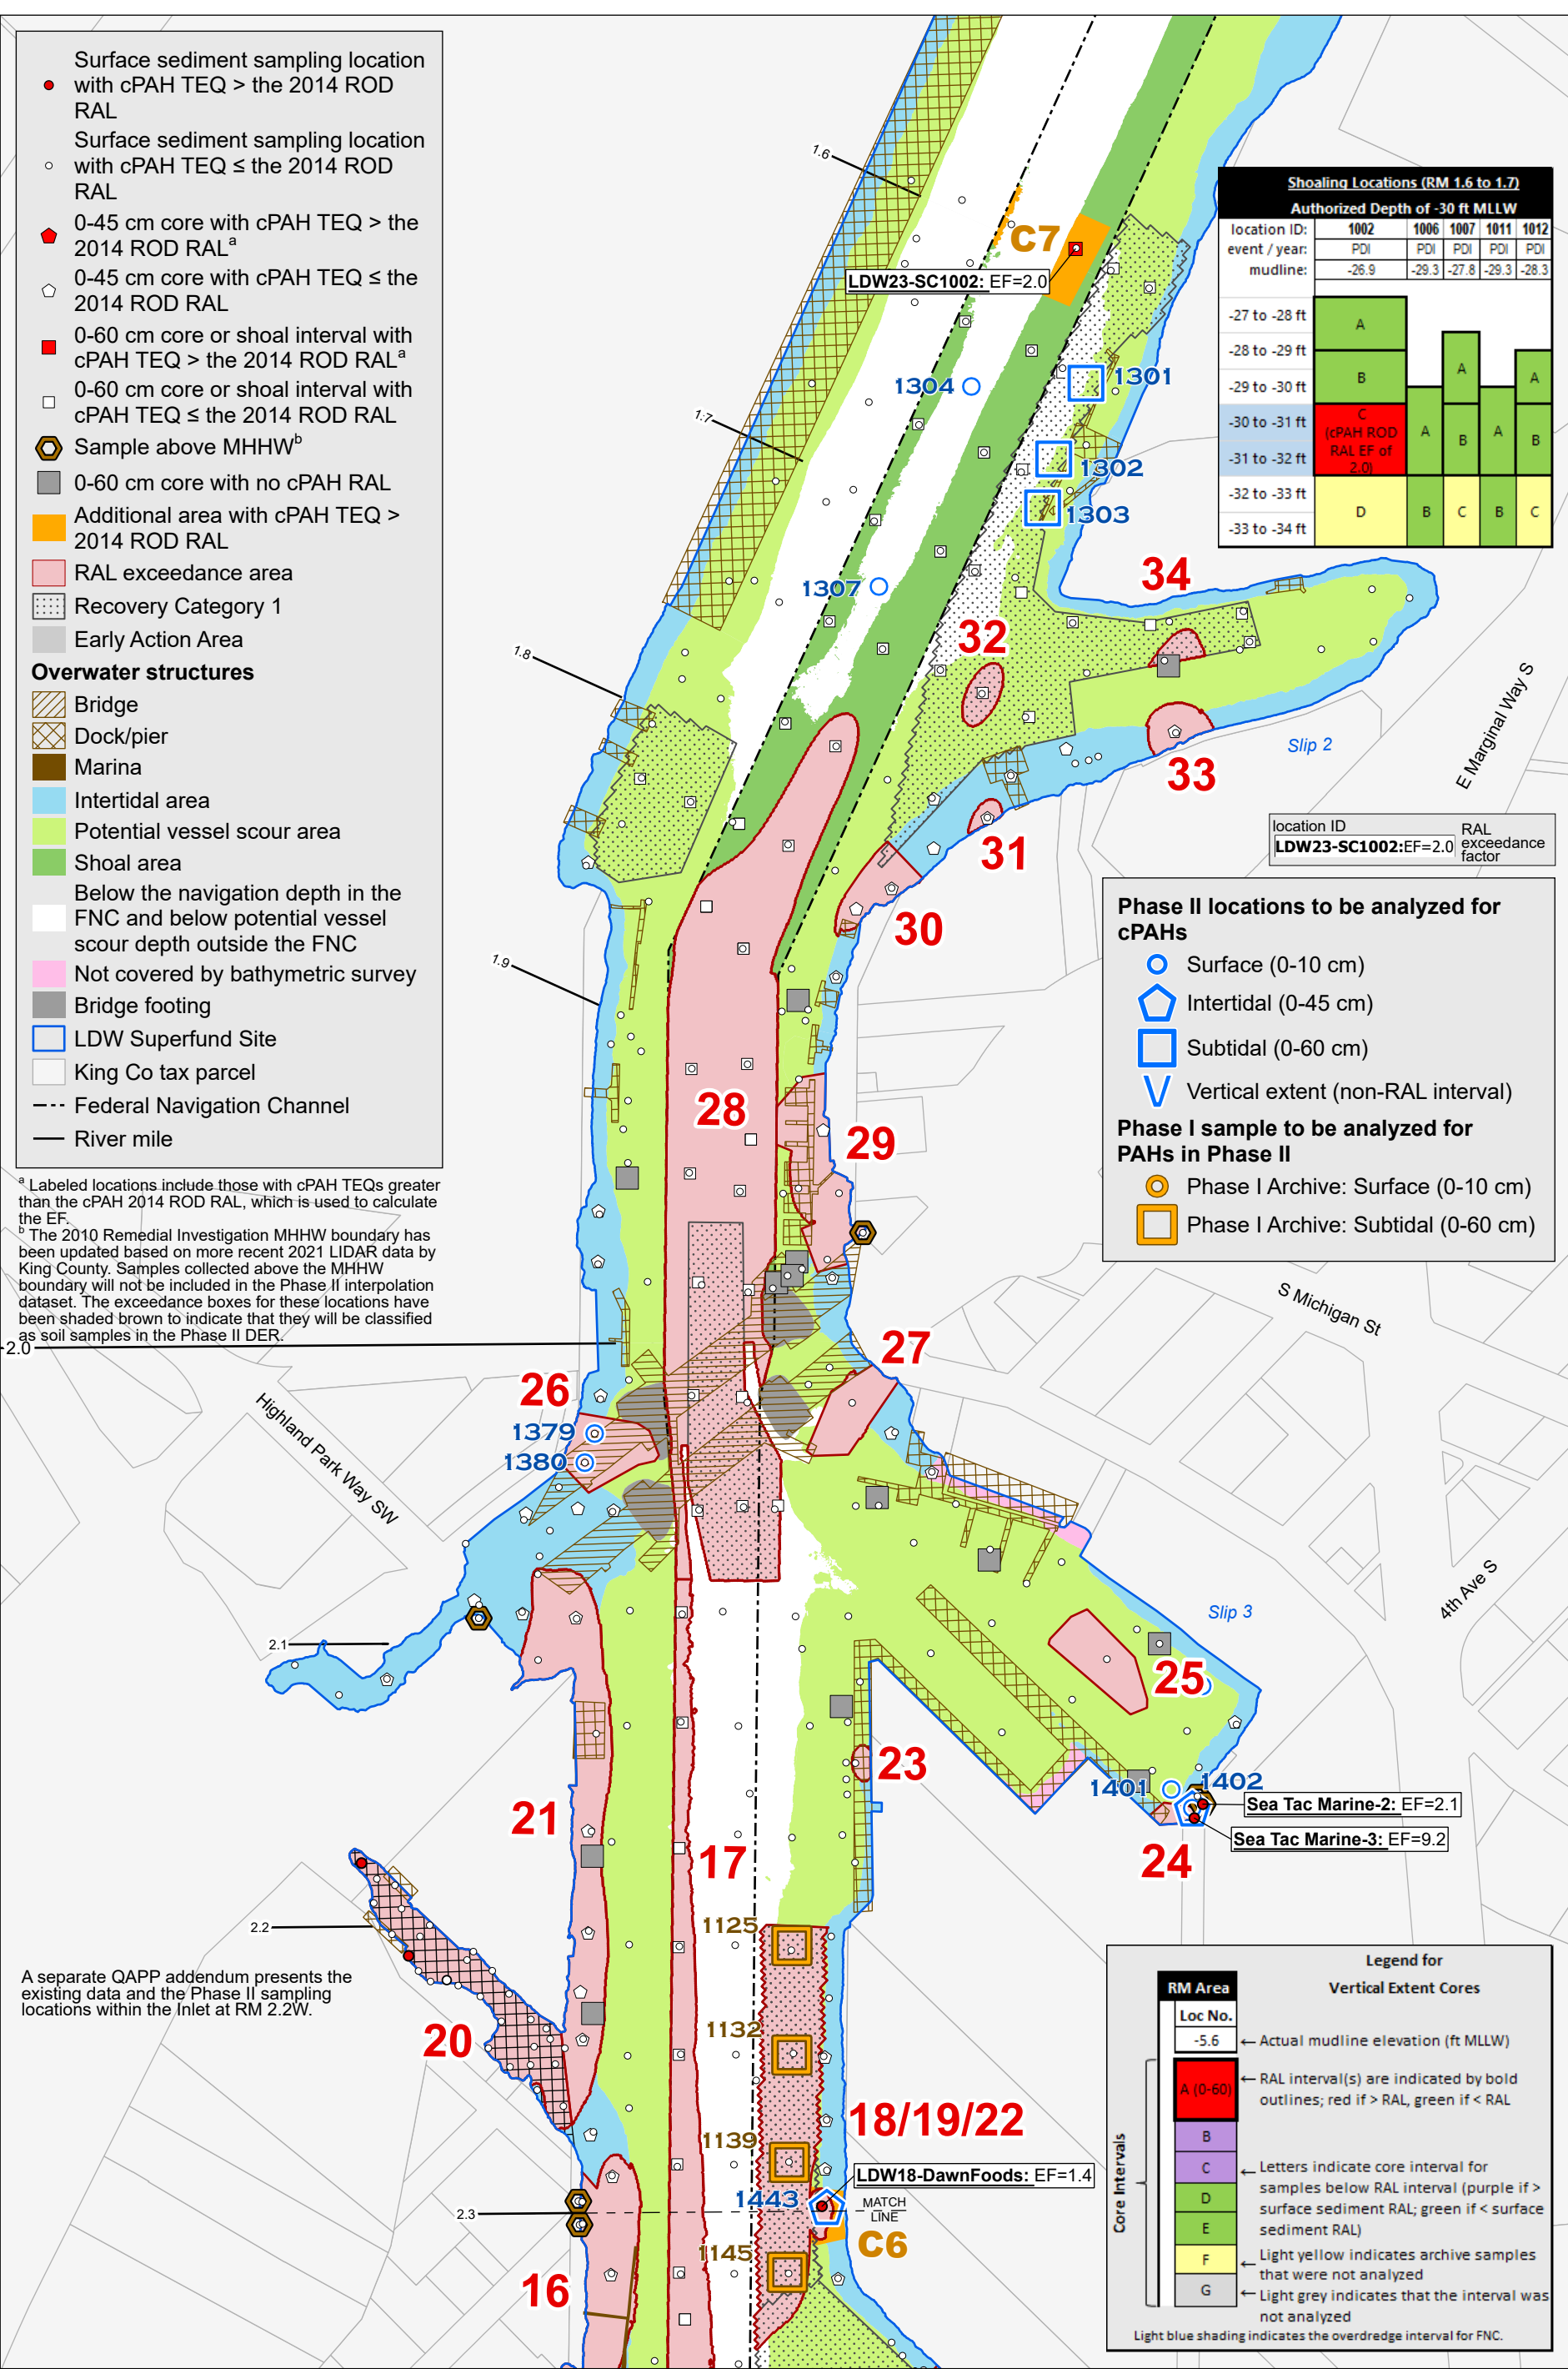 Surface sediment sampling location
with cPAH TEQ > the 2014 ROD
RAL
Surface sediment sampling location
with cPAH TEQ ≤ the 2014 ROD
RAL
0-45 cm core with cPAH TEQ > the
2014 ROD RALa
0-45 cm core with cPAH TEQ ≤ the
2014 ROD RAL
0-60 cm core or shoal interval with
cPAH TEQ > the 2014 ROD RALa
0-60 cm core or shoal interval with
cPAH TEQ ≤ the 2014 ROD RAL
Sample above MHHWb
0-60 cm core with no cPAH RAL
Additional area with cPAH TEQ >
2014 ROD RAL
RAL exceedance area
Recovery Category 1
Early Action Area
Overwater structures
Bridge
Dock/pier
Marina
Intertidal area
Potential vessel scour area
Shoal area
Below the navigation depth in the
FNC and below potential vessel
scour depth outside the FNC
Not covered by bathymetric survey
Bridge footing
LDW Superfund Site
King Co tax parcel
Federal Navigation Channel
River mile
a Labeled locations include those with cPAH TEQs greater
than the cPAH 2014 ROD RAL, which is used to calculate
the EF.
b The 2010 Remedial Investigation MHHW boundary has
been updated based on more recent 2021 LIDAR data by
King County. Samples collected above the MHHW
boundary will not be included in the Phase II interpolation
dataset. The exceedance boxes for these locations have
been shaded brown to indicate that they will be classified
as soil samples in the Phase II DER.
A separate QAPP addendum presents the
existing data and the Phase II sampling
locations within the Inlet at RM 2.2W.
1.6
1.7
1.8
1.9
2.0
2.1
2.2
2.3
C7
LDW23-SC1002: EF=2.0
1304
1301
1302
1303
1307
34
32
33
31
30
28
29
27
26
1379
1380
25
23
1401
1402
24
Sea Tac Marine-2: EF=2.1
Sea Tac Marine-3: EF=9.2
21
17
20
1125
1132
1139
1443
1145
18/19/22
LDW18-DawnFoods: EF=1.4
MATCH
LINE
C6
16
Slip 2
Slip 3
E Marginal Way S
S Michigan St
4th Ave S
Highland Park Way SW
Shoaling Locations (RM 1.6 to 1.7)
Authorized Depth of -30 ft MLLW
location ID: 1002 1006 1007 1011 1012
event / year: PDI PDI PDI PDI PDI
mudline: -26.9 -29.3 -27.8 -29.3 -28.3
-27 to -28 ft
A
-28 to -29 ft
B A A
-29 to -30 ft
-30 to -31 ft
C
(cPAH ROD
RAL EF of
2.0)
A B A B
-31 to -32 ft
-32 to -33 ft
D B C B C
-33 to -34 ft
location ID
LDW23-SC1002:EF=2.0
RAL
exceedance
factor
Phase II locations to be analyzed for
cPAHs
Surface (0-10 cm)
Intertidal (0-45 cm)
Subtidal (0-60 cm)
Vertical extent (non-RAL interval)
Phase I sample to be analyzed for
PAHs in Phase II
Phase I Archive: Surface (0-10 cm)
Phase I Archive: Subtidal (0-60 cm)
Legend for
Vertical Extent Cores
RM Area
Loc No.
-5.6
Actual mudline elevation (ft MLLW)
A (0-60)
RAL interval(s) are indicated by bold
outlines; red if > RAL, green if < RAL
Core Intervals
B
C
D
E
F
G
Letters indicate core interval for
samples below RAL interval (purple if >
surface sediment RAL; green if < surface
sediment RAL)
Light yellow indicates archive samples
that were not analyzed
Light grey indicates that the interval was
not analyzed
Light blue shading indicates the overdredge interval for FNC.